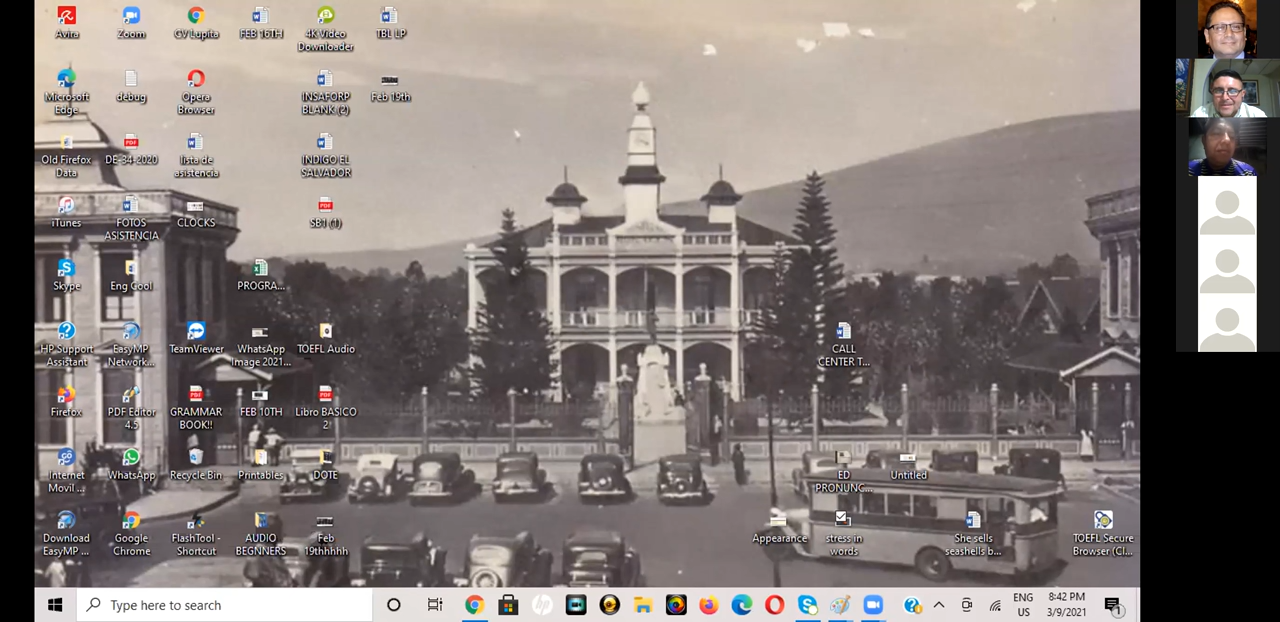 Avira
Zoom
CV Lupita
FEB 16TH
4K Video
Downloader
TBL LP
Microsoft
Edge
debug
Opera
Browser
INSAFORP
BLANK (2)
Feb 19th
Old Firefox
Data
DE-34-2020
lista de
asistencia
INDIGO EL
SALVADOR
iTunes
FOTOS
ASISTENCIA
CLOCKS
SB1 (1)
Skype
Eng Cool
PROGRA...
HP Support
Assistant
EasyMP
Network...
TeamViewer
WhatsApp
Image 2021...
TOEFL Audio
CALL
CENTER T...
Firefox
PDF Editor
4.5
GRAMMAR
BOOK!!
FEB 10TH
Libro BASICO
2!
Internet
Movil ...
WhatsApp
Recycle Bin
Printables
DOTE
ED
PRONUNC...
Untitled
Download
EasyMP ...
Google
Chrome
FlashTool -
Shortcut
AUDIO
BEGNNERS
Feb
19thhhhh
Appearance
stress in
words
She sells
seashells b...
TOEFL Secure
Browser (Cl...
Type here to search
ENG
US
8:42 PM
3/9/2021
1